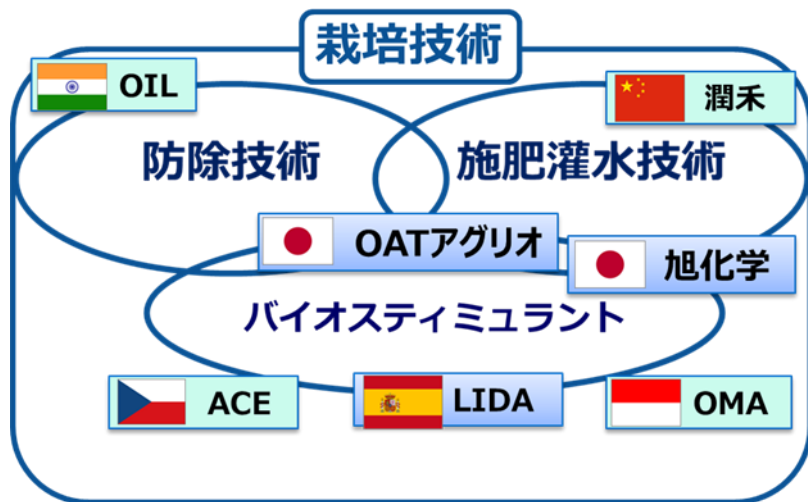 栽培技術
OIL
潤禾
防除技術
施肥灌水技術
OATアグリオ
旭化学
バイオスティミュラント
ACE
LIDA
OMA